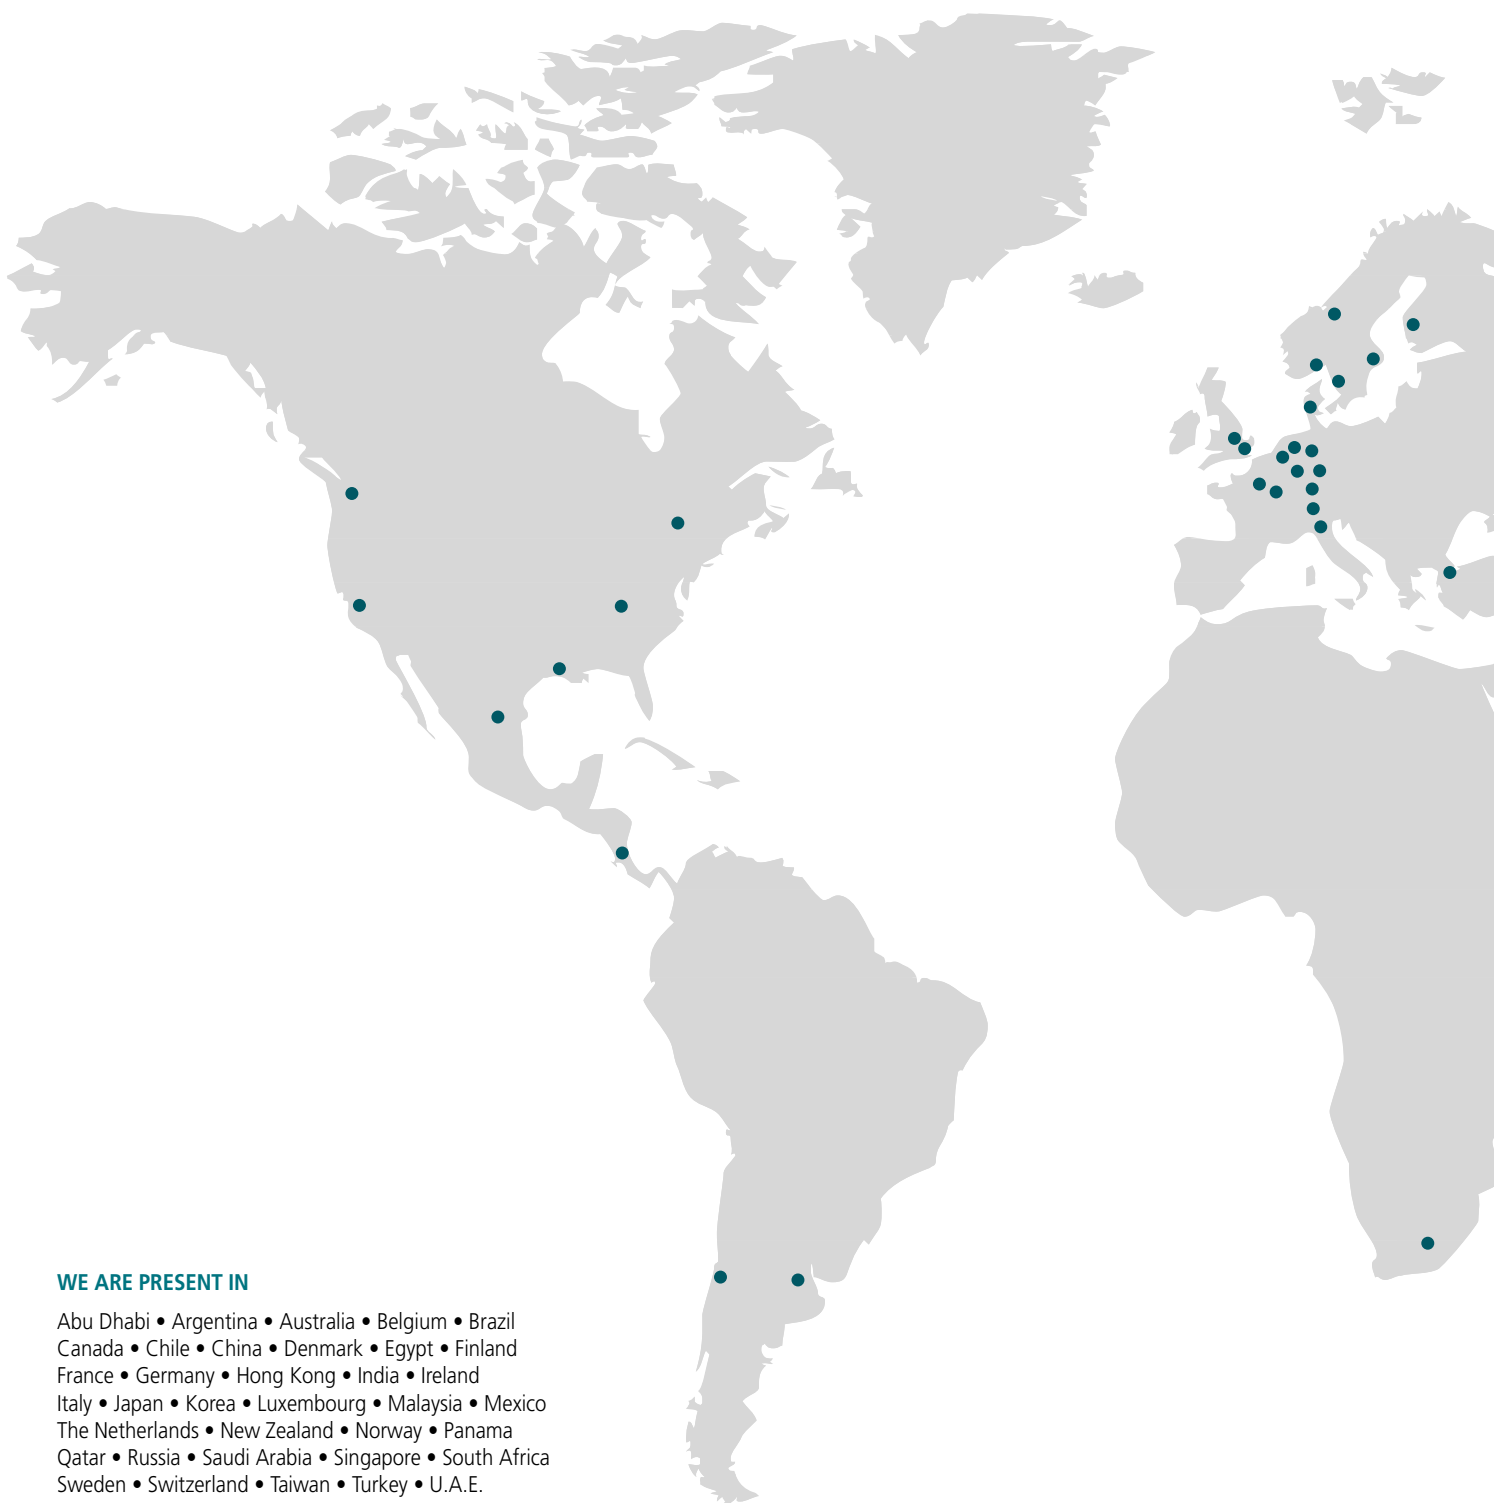 WE ARE PRESENT IN
Abu Dhabi • Argentina • Australia • Belgium • Brazil
Canada • Chile • China • Denmark • Egypt • Finland
France • Germany • Hong Kong • India • Ireland
Italy • Japan • Korea • Luxembourg • Malaysia • Mexico
The Netherlands • New Zealand • Norway • Panama
Qatar • Russia • Saudi Arabia • Singapore • South Africa
Sweden • Switzerland • Taiwan • Turkey • U.A.E.